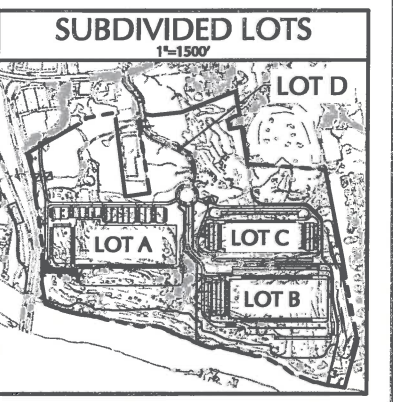 SUBDIVIDED LOTS
1"=1500'
LOT D
LOT A
LOT C
LOT B